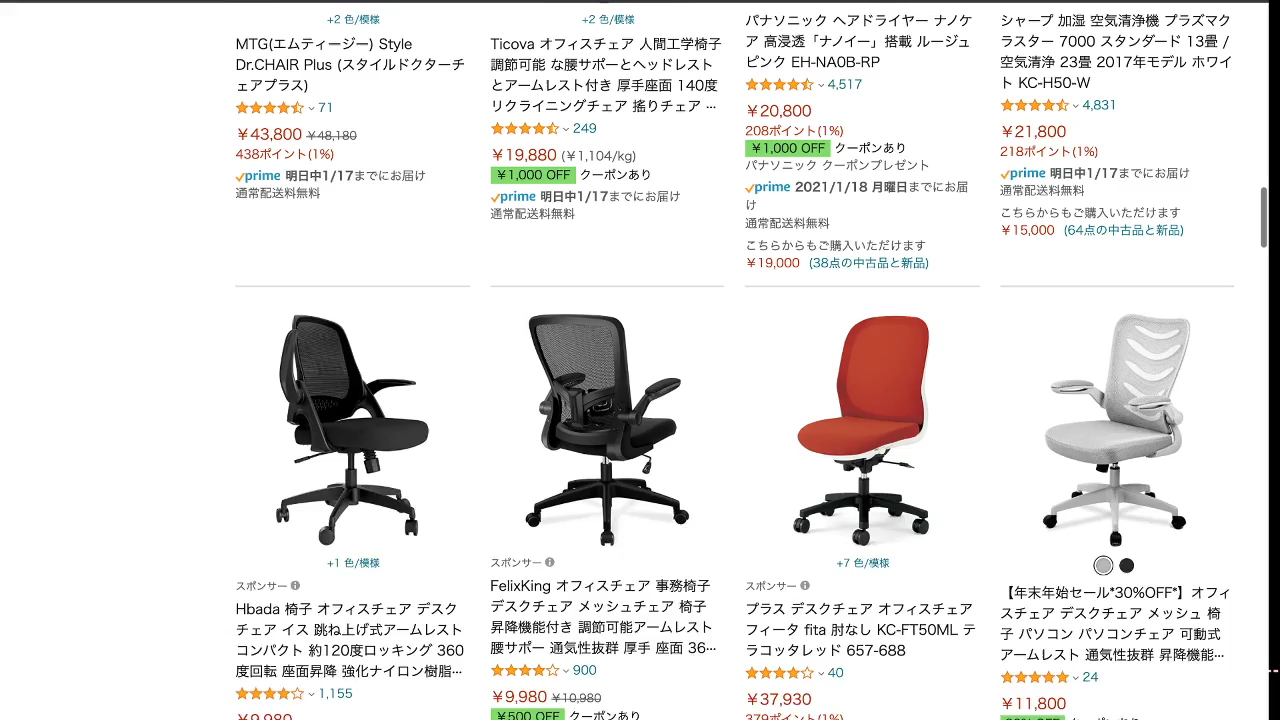 +2 色/模様
MTG(エムティージー) Style
Dr.CHAIR Plus (スタイルドクターチ
ェアプラス)
71
￥43,800 ￥48,180
438ポイント(1%)
prime 明日中1/17までにお届け
通常配送料無料
+2 色/模様
Ticova オフィスチェア 人間工学椅子
調節可能 な腰サポーとヘッドレスト
とアームレスト付き 厚手座面 140度
リクライニングチェア 搖りチェア ...
249
￥19,880 (￥1,104/kg)
￥1,000 OFF クーポンあり
prime 明日中1/17までにお届け
通常配送料無料
パナソニック ヘアドライヤー ナノケ
ア 高浸透「ナノイー」搭載 ルージュ
ピンク EH-NA0B-RP
4,517
￥20,800
208ポイント(1%)
￥1,000 OFF クーポンあり
パナソニック クーポンプレゼント
prime 2021/1/18 月曜日までにお届
け
通常配送料無料
こちらからもご購入いただけます
￥19,000 (38点の中古品と新品)
シャープ 加湿 空気清浄機 プラズマク
ラスター 7000 スタンダード 13畳 /
空気清浄 23畳 2017年モデル ホワイ
ト KC-H50-W
4,831
￥21,800
218ポイント(1%)
prime 明日中1/17までにお届け
通常配送料無料
こちらからもご購入いただけます
￥15,000 (64点の中古品と新品)
+1 色/模様
スポンサー
Hbada 椅子 オフィスチェア デスク
チェア イス 跳ね上げ式アームレスト
コンパクト 約120度ロッキング 360
度回転 座面昇降 強化ナイロン樹脂...
1,155
￥9,980
スポンサー
FelixKing オフィスチェア 事務椅子
デスクチェア メッシュチェア 椅子
昇降機能付き 調節可能アームレスト
腰サポー 通気性抜群 厚手 座面 36...
900
￥9,980 ￥10,980
￥500 OFF クーポンあり
+7 色/模様
スポンサー
プラス デスクチェア オフィスチェア
フィータ fita 肘なし KC-FT50ML テ
ラコッタレッド 657-688
40
￥37,930
379ポイント(1%)
【年末年始セール*30%OFF*】オフィ
スチェア デスクチェア メッシュ 椅
子 パソコン パソコンチェア 可動式
アームレスト 通気性抜群 昇降機能...
24
￥11,800